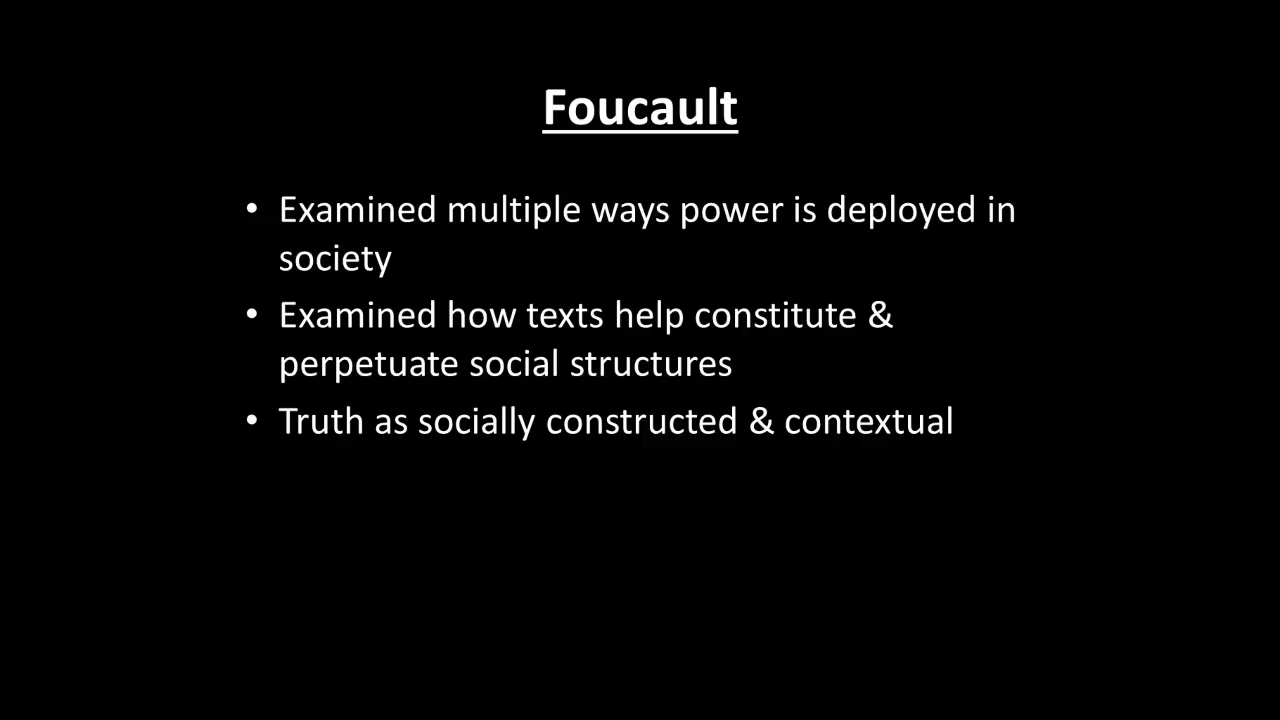 Foucault
• Examined multiple ways power is deployed in
society
• Examined how texts help constitute &
perpetuate social structures
• Truth as socially constructed & contextual